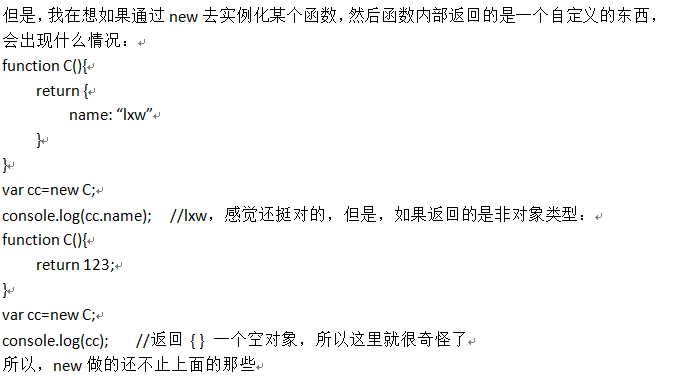 但是，我在想如果通过 new 去实例化某个函数，然后函数内部返回的是一个自定义的东西，
会出现什么情况：
function C(){
return {
name: “lxw”
}
}
var cc=new C;
console.log(cc.name); //lxw，感觉还挺对的，但是，如果返回的是非对象类型：
function C(){
return 123;
}
var cc=new C;
console.log(cc); //返回 { } 一个空对象，所以这里就很奇怪了
所以，new 做的还不止上面的那些